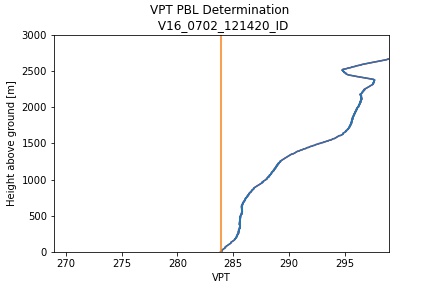 VPT PBL Determination
V16_0702_121420_ID
3000
2500
2000
1500
1000
500
0
Height above ground [m]
270 275 280 285 290 295
VPT